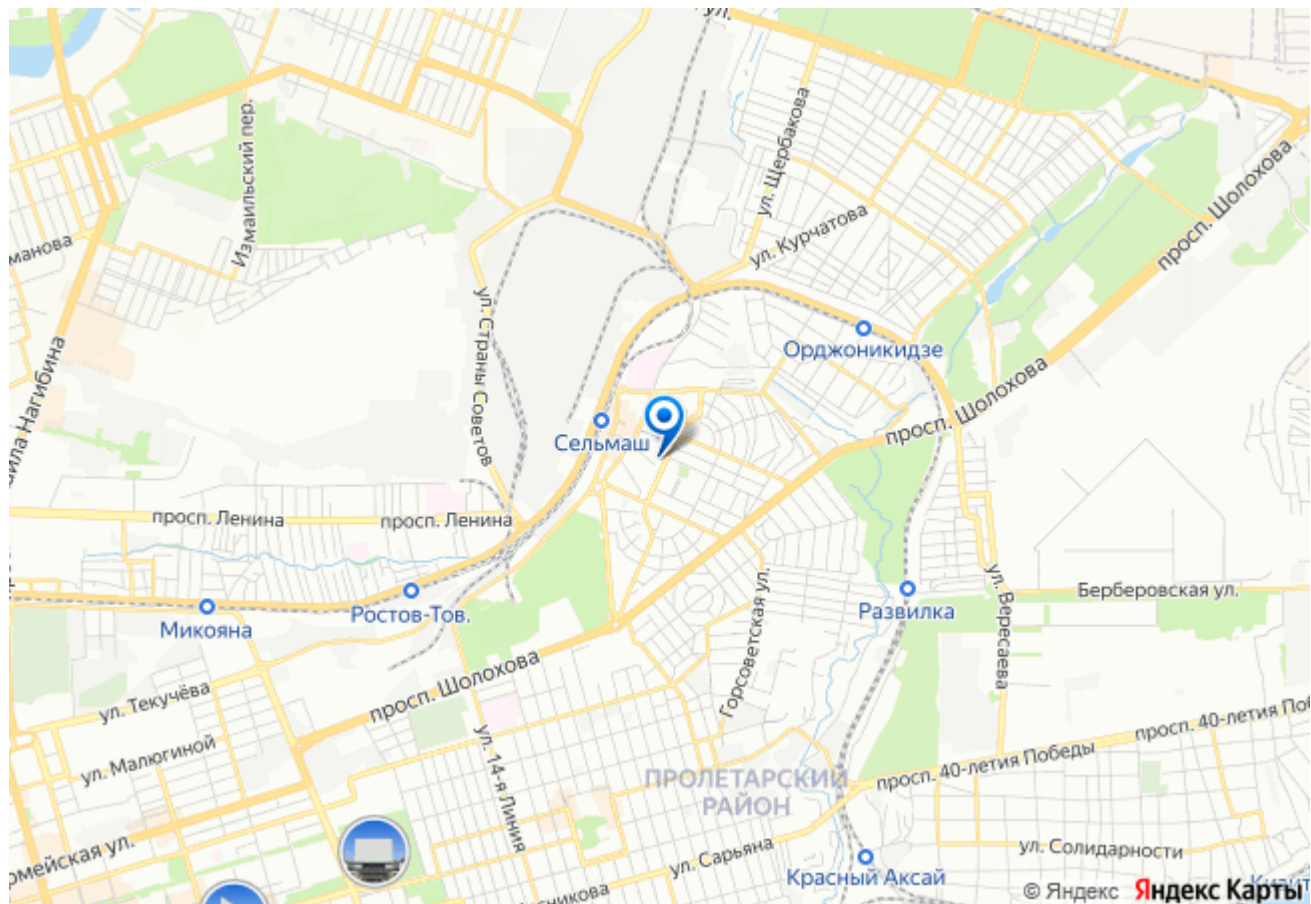 ул.
Измаильский пер.
ул. Щербакова
просп. Шолохова
ул. Курчатова
ул. Страны Советов
Орджоникидзе
просп. Шолохова
Сельмаш
просп. Ленина
просп. Ленина
Ростов-Тов.
Микояна
Развилка
Берберовская ул.
ул. Вересаева
Горсоветская ул.
просп. Шолохова
ул. Текучёва
ул. Малюгиной
ул. 14-я Линия
просп. 40-летия Победы
просп. 40-летия
ПРОЛЕТАРСКИЙ
РАЙОН
ул. Сарьяна
ул. Солидарности
Красный Аксай
© Яндекс Яндекс Карты